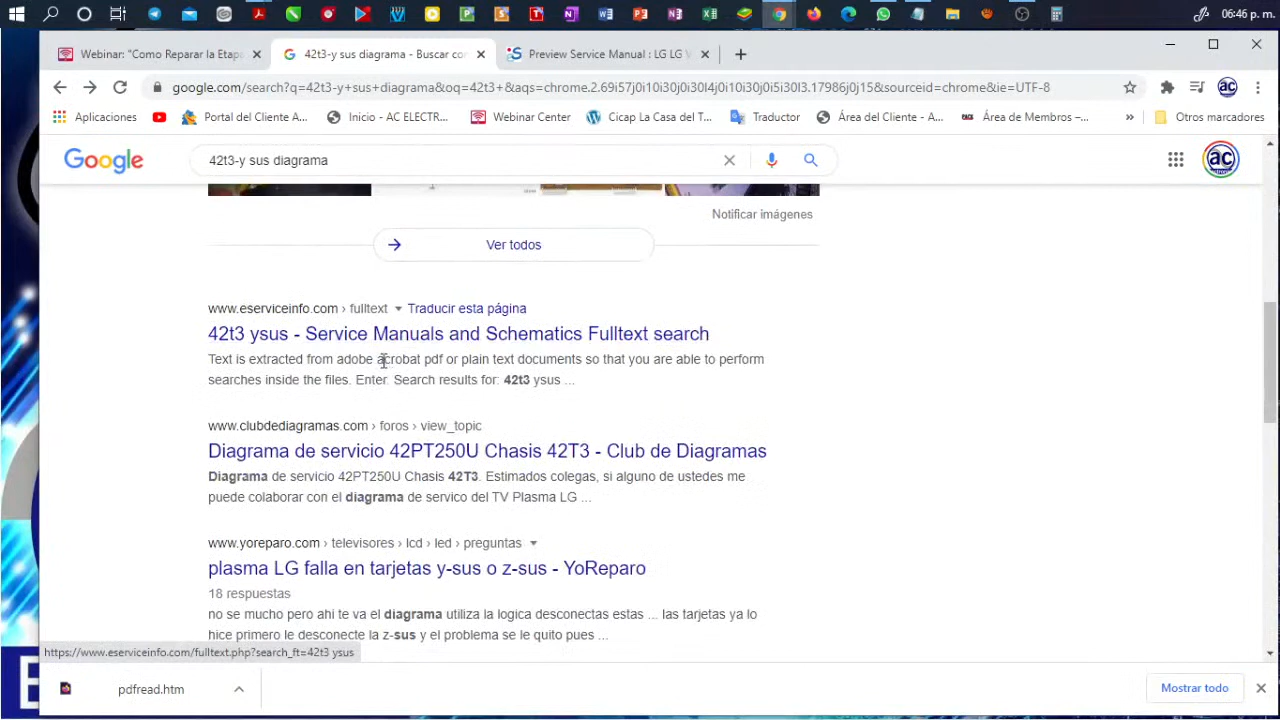 06:46 p. m.
Webinar: "Como Reparar la Etapa
42t3-y sus diagrama - Buscar con
Preview Service Manual : LG LG V
google.com/search?q=42t3-y+sus+diagrama&oq=42t3+&aqs=chrome.2.69i57j0i10i30j0i30l4j0i10i30j0i5i30l3.17986j0j15&sourceid=chrome&ie=UTF-8
Aplicaciones
Portal del Cliente A...
Inicio - AC ELECTR...
Webinar Center
Cicap La Casa del T...
Traductor
Área del Cliente - A...
Área de Miembros –...
»
Otros marcadores
Google
42t3-y sus diagrama
ac
Notificar imágenes
Ver todos
www.eserviceinfo.com › fulltext Traducir esta página
42t3 ysus - Service Manuals and Schematics Fulltext search
Text is extracted from adobe acrobat pdf or plain text documents so that you are able to perform
searches inside the files. Enter. Search results for: 42t3 ysus ...
www.clubdediagramas.com › foros › view_topic
Diagrama de servicio 42PT250U Chasis 42T3 - Club de Diagramas
Diagrama de servicio 42PT250U Chasis 42T3. Estimados colegas, si alguno de ustedes me
puede colaborar con el diagrama de servico del TV Plasma LG ...
www.yoreparo.com › televisores › lcd › led › preguntas
plasma LG falla en tarjetas y-sus o z-sus - YoReparo
18 respuestas
no se mucho pero ahi te va el diagrama utiliza la logica desconectas estas ... las tarjetas ya lo
hice primero le desconecte la z-sus y el problema se le quito pues ...
https://www.eserviceinfo.com/fulltext.php?search_ft=42t3 ysus
pdfread.htm
Mostrar todo